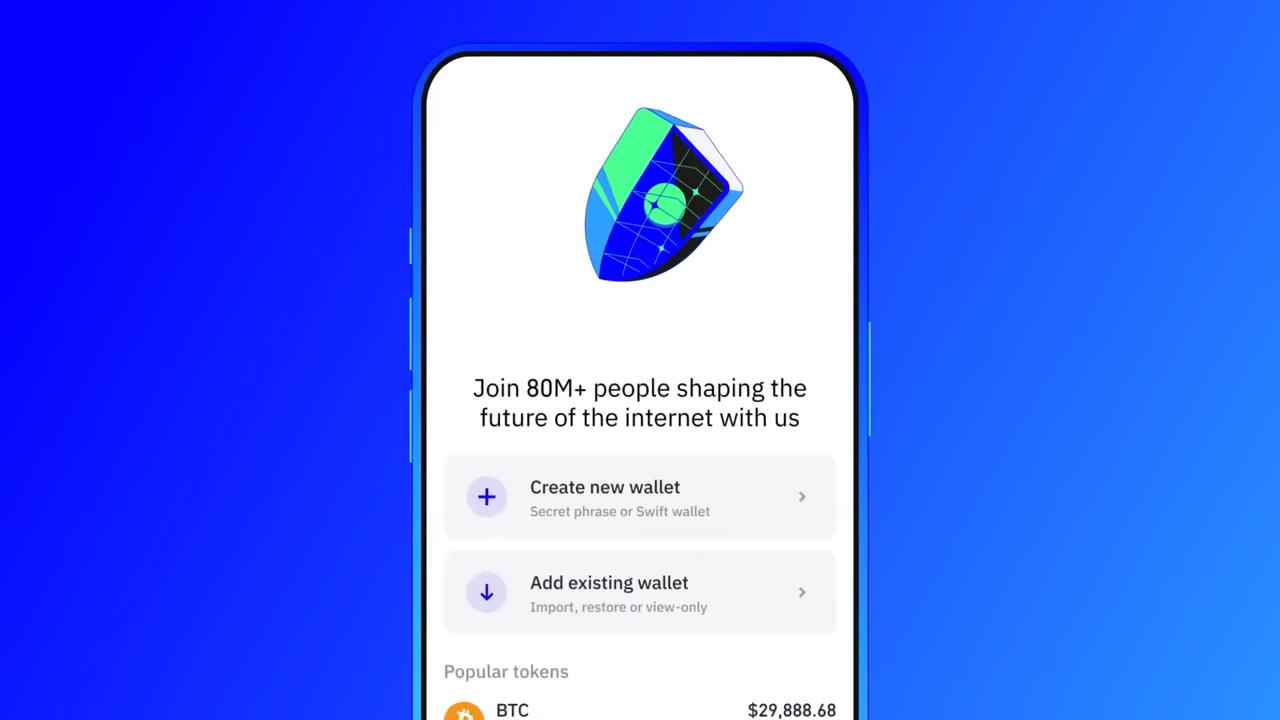 Join 80M+ people shaping the
future of the internet with us
Create new wallet
Secret phrase or Swift wallet
Add existing wallet
Import, restore or view-only
Popular tokens
BTC
$29,888.68